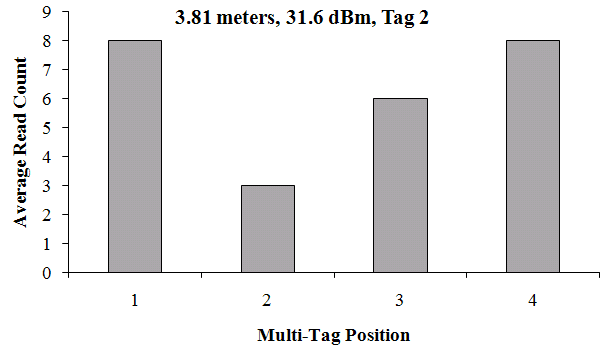 3.81 meters, 31.6 dBm, Tag 2
Average Read Count
9
8
7
6
5
4
3
2
1
0
1 2 3 4
Multi-Tag Position